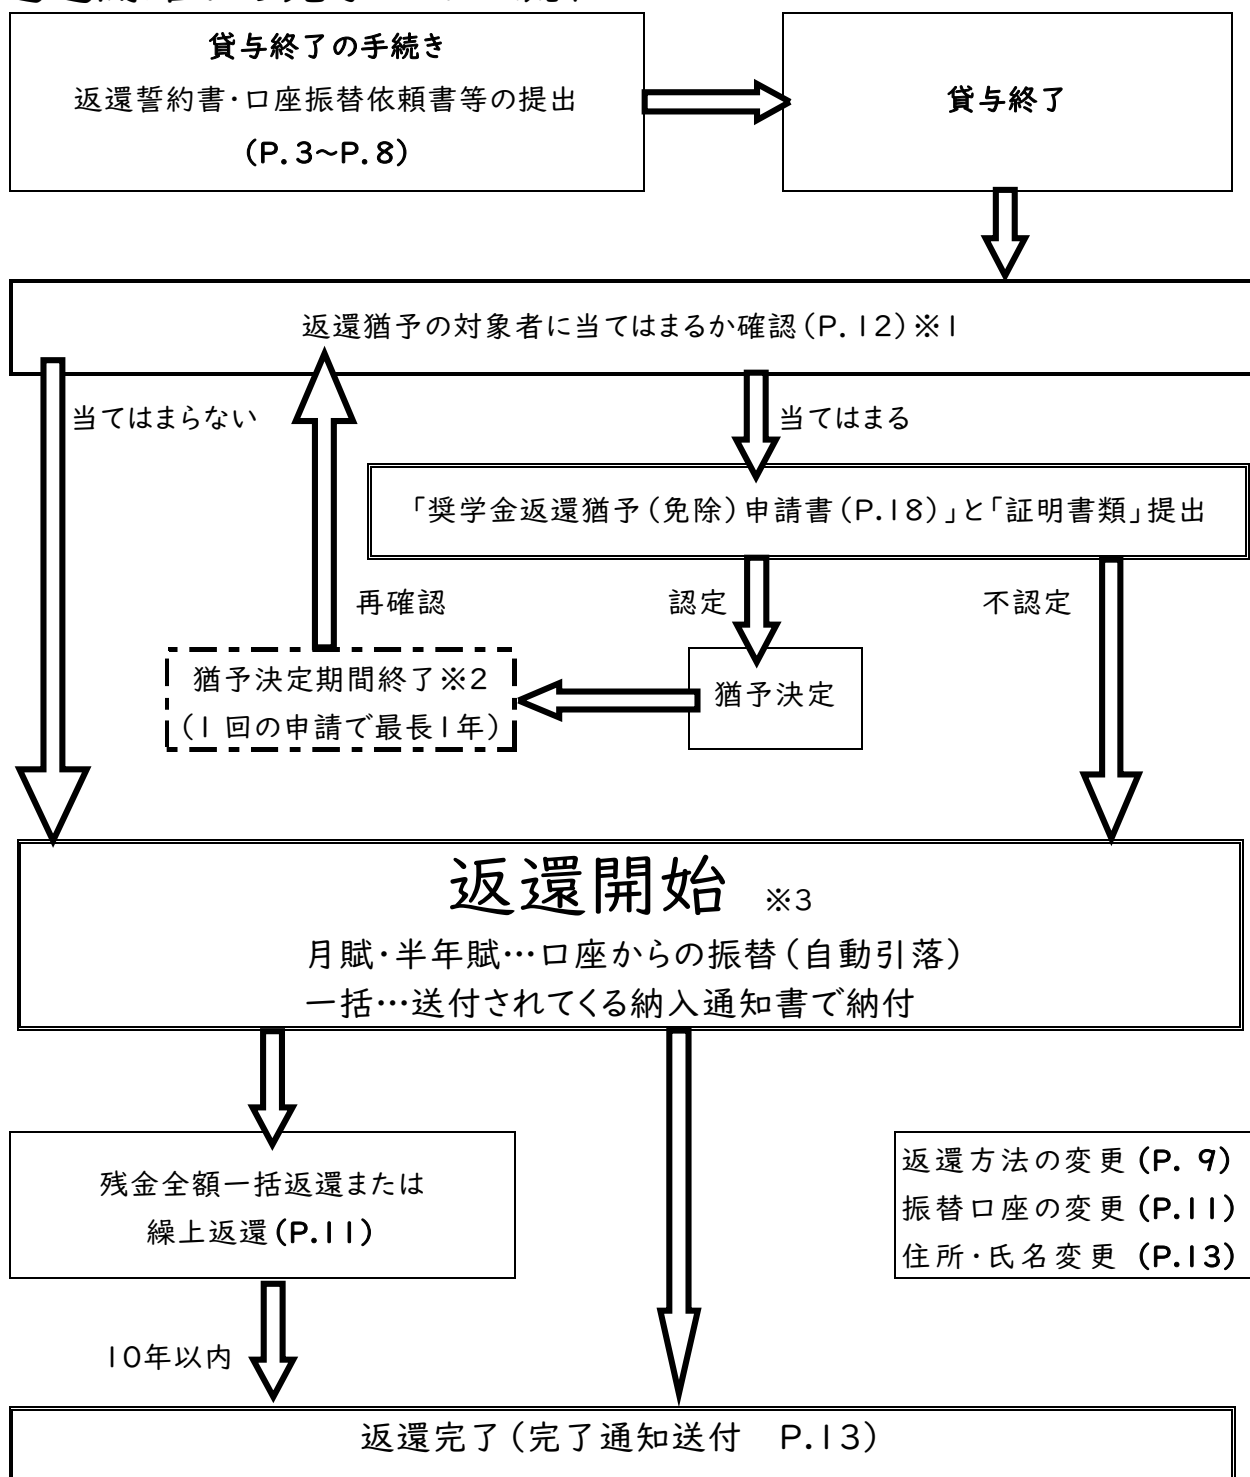 貸与終了の手続き
返還誓約書・口座振替依頼書等の提出
(P.3~P.8)
貸与終了
返還猶予の対象者に当てはまるか確認(P.12)※1
当てはまらない
当てはまる
「奨学金返還猶予(免除)申請書(P.18)」と「証明書類」提出
再確認
認定
不認定
猶予決定期間終了※2
(1回の申請で最長1年)
猶予決定
返還開始 ※3
月賦・半年賦…口座からの振替(自動引落)
一括…送付されてくる納入通知書で納付
残金全額一括返還または
繰上返還(P.11)
返還方法の変更(P. 9)
振替口座の変更(P.11)
住所・氏名変更 (P.13)
10年以内
返還完了(完了通知送付 P.13)